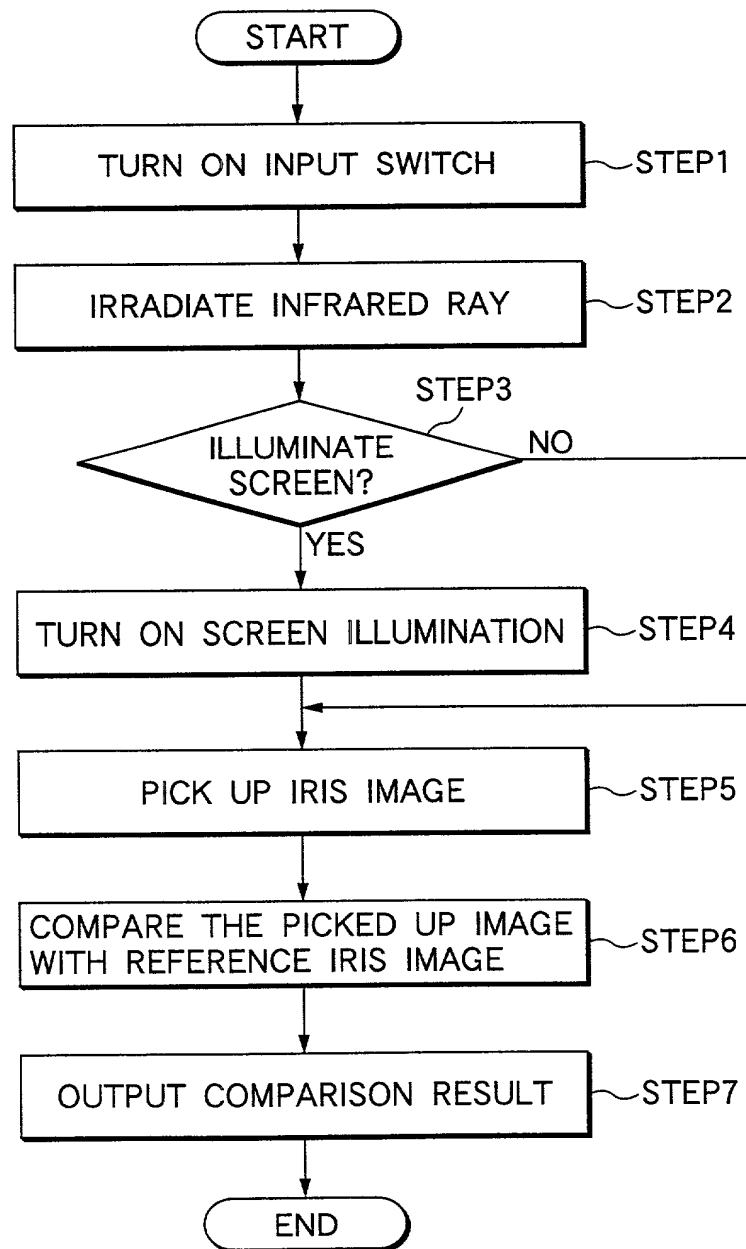 START
TURN ON INPUT SWITCH
STEP1
IRRADIATE INFRARED RAY
STEP2
STEP3
ILLUMINATE
SCREEN?
NO
YES
TURN ON SCREEN ILLUMINATION
STEP4
PICK UP IRIS IMAGE
STEP5
COMPARE THE PICKED UP IMAGE
WITH REFERENCE IRIS IMAGE
STEP6
OUTPUT COMPARISON RESULT
STEP7
END